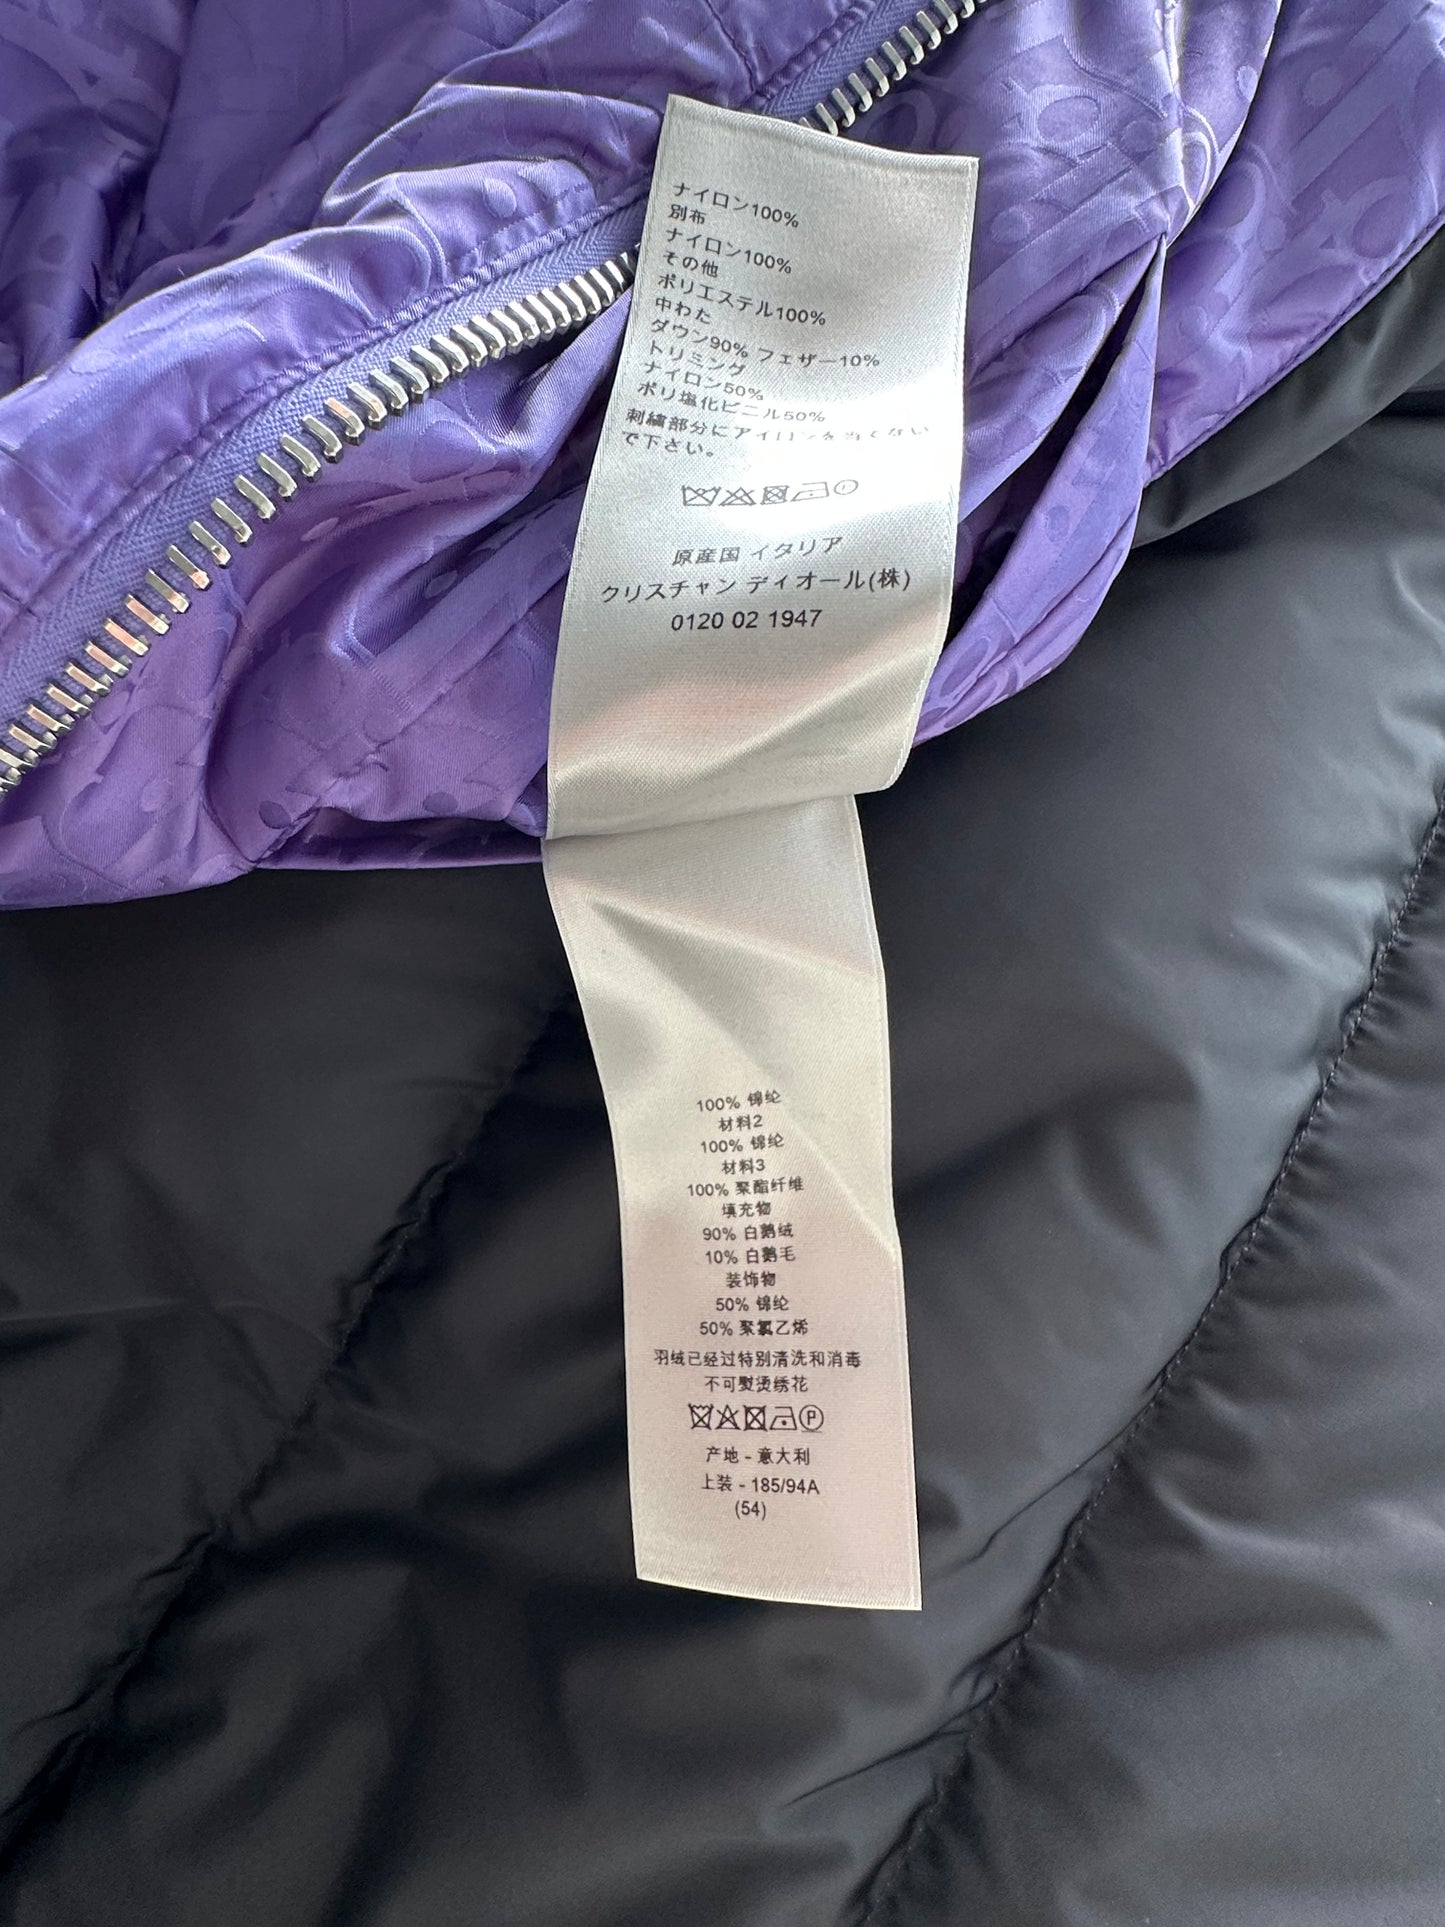 ナイロン100%
別布
ナイロン100%
その他
ポリエステル100%
中わた
ダウン90% フェザー10%
トリミング
ナイロン50%
ポリ塩化ビニル50%
刺繍部分にアイロンを当てない
で下さい。
原産国 イタリア
クリスチャン ディオール(株)
0120 02 1947
100% 锦纶
材料2
100% 锦纶
材料3
100% 聚酯纤维
填充物
90% 白鹅绒
10% 白鹅毛
装饰物
50% 锦纶
50% 聚氯乙烯
羽绒已经过特别清洗和消毒
不可熨烫绣花
P
产地 - 意大利
上装 - 185/94A
(54)